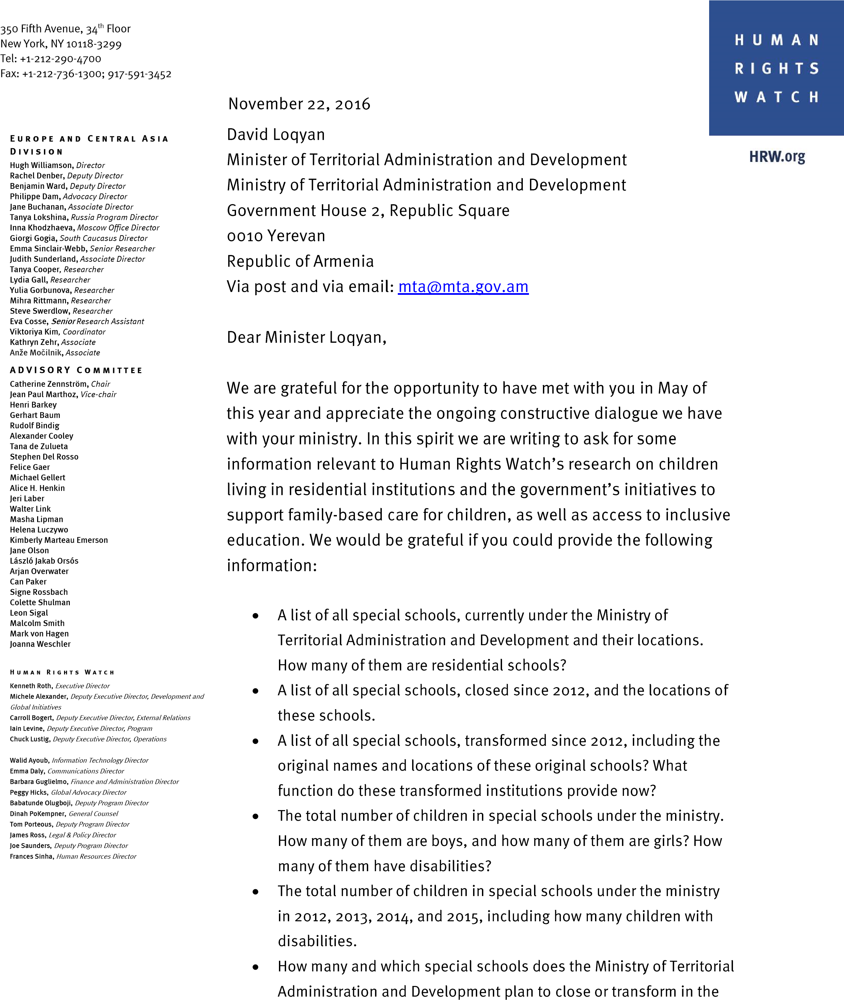 350 Fifth Avenue, 34th Floor
New York, NY 10118-3299
Tel: +1-212-290-4700
Fax: +1-212-736-1300; 917-591-3452
HUMAN
RIGHTS
WATCH
HRW.org
EUROPE AND CENTRAL ASIA
DIVISION
Hugh Williamson, Director
Rachel Denber, Deputy Director
Benjamin Ward, Deputy Director
Philippe Dam, Advocacy Director
Jane Buchanan, Associate Director
Tanya Lokshina, Russia Program Director
Inna Khodzhaeva, Moscow Office Director
Giorgi Gogia, South Caucasus Director
Emma Sinclair-Webb, Senior Researcher
Judith Sunderland, Associate Director
Tanya Cooper, Researcher
Lydia Gall, Researcher
Yulia Gorbunova, Researcher
Mihra Rittmann, Researcher
Steve Swerdlow, Researcher
Eva Cosse, Senior Research Assistant
Viktoriya Kim, Coordinator
Kathryn Zehr, Associate
Anže Močilnik, Associate
ADVISORY COMMITTEE
Catherine Zennström, Chair
Jean Paul Marthoz, Vice-chair
Henri Barkey
Gerhart Baum
Rudolf Bindig
Alexander Cooley
Tana de Zulueta
Stephen Del Rosso
Felice Gaer
Michael Gellert
Alice H. Henkin
Jeri Laber
Walter Link
Masha Lipman
Helena Luczywo
Kimberly Marteau Emerson
Jane Olson
László Jakab Orsós
Arjan Overwater
Can Paker
Signe Rossbach
Colette Shulman
Leon Sigal
Malcolm Smith
Mark von Hagen
Joanna Weschler
HUMAN RIGHTS WATCH
Kenneth Roth, Executive Director
Michele Alexander, Deputy Executive Director, Development and
Global Initiatives
Carroll Bogert, Deputy Executive Director, External Relations
Iain Levine, Deputy Executive Director, Program
Chuck Lustig, Deputy Executive Director, Operations
Walid Ayoub, Information Technology Director
Emma Daly, Communications Director
Barbara Guglielmo, Finance and Administration Director
Peggy Hicks, Global Advocacy Director
Babatunde Olugboji, Deputy Program Director
Dinah PoKempner, General Counsel
Tom Porteous, Deputy Program Director
James Ross, Legal & Policy Director
Joe Saunders, Deputy Program Director
Frances Sinha, Human Resources Director
November 22, 2016
David Loqyan
Minister of Territorial Administration and Development
Ministry of Territorial Administration and Development
Government House 2, Republic Square
0010 Yerevan
Republic of Armenia
Via post and via email: mta@mta.gov.am
Dear Minister Loqyan,
We are grateful for the opportunity to have met with you in May of
this year and appreciate the ongoing constructive dialogue we have
with your ministry. In this spirit we are writing to ask for some
information relevant to Human Rights Watch’s research on children
living in residential institutions and the government’s initiatives to
support family-based care for children, as well as access to inclusive
education. We would be grateful if you could provide the following
information:
• A list of all special schools, currently under the Ministry of
Territorial Administration and Development and their locations.
How many of them are residential schools?
• A list of all special schools, closed since 2012, and the locations of
these schools.
• A list of all special schools, transformed since 2012, including the
original names and locations of these original schools? What
function do these transformed institutions provide now?
• The total number of children in special schools under the ministry.
How many of them are boys, and how many of them are girls? How
many of them have disabilities?
• The total number of children in special schools under the ministry
in 2012, 2013, 2014, and 2015, including how many children with
disabilities.
• How many and which special schools does the Ministry of Territorial
Administration and Development plan to close or transform in the